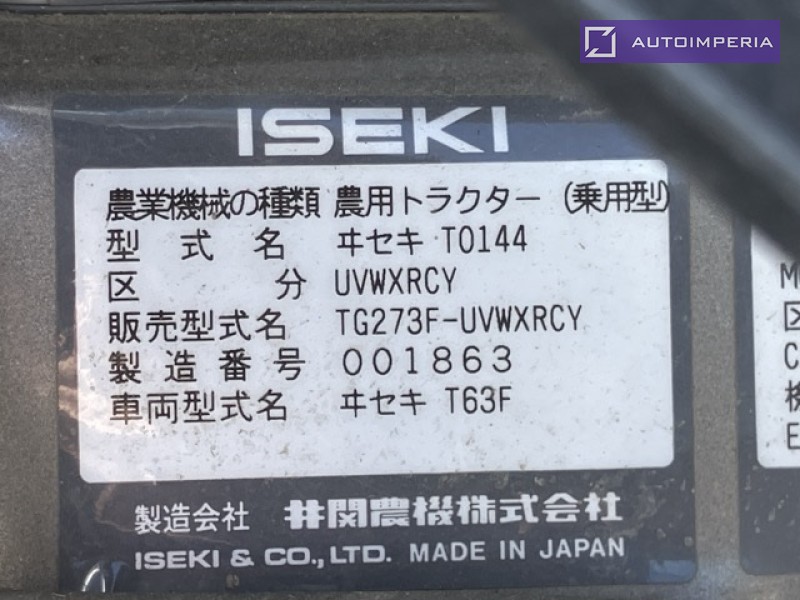 AUTOIMPERIA
ISEKI
農業機械の種類 農用トラクター (乗用型)
型式名 ヰセキ T0144
区分 UVWXRCY
販売型式名 TG273F-UVWXRCY
製造番号 001863
車両型式名 ヰセキ T63F
製造会社 井関農機株式会社
ISEKI & CO., LTD. MADE IN JAPAN
M
区
C
機
E